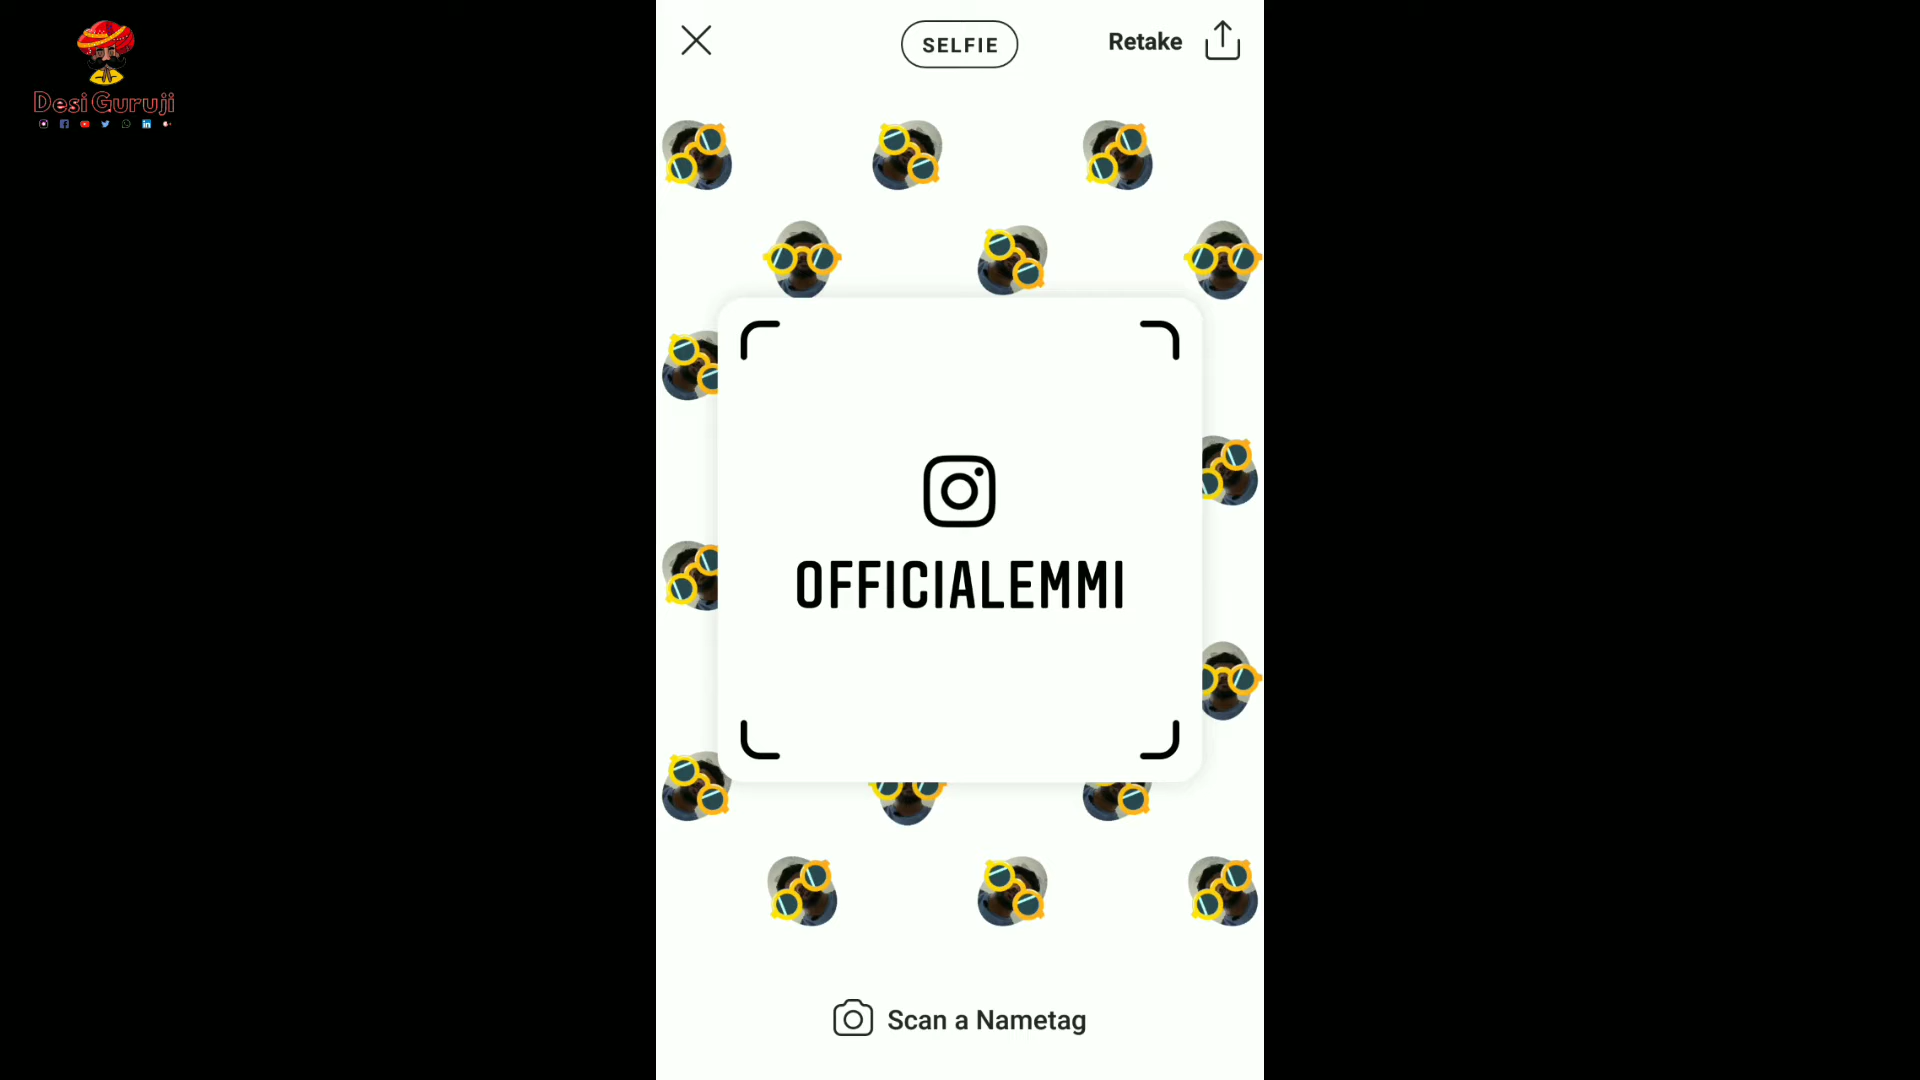 Desi Guruji
SELFIE
Retake
OFFICIALEMMI
Scan a Nametag